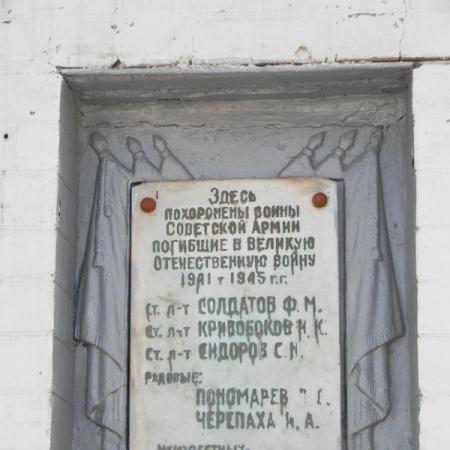 Здесь
похоронены воины
Советской Армии
погибшие в Великую
Отечественную войну
1941 г 1945 г.г.
Ст. л-т СОЛДАТОВ Ф. М.
Ст. л-т КРИВОБОКОВ И. К.
Ст. л-т СИДОРОВ С. Н.
Рядовые:
ПОНОМАРЕВ
ЧЕРЕПАХА И. А.